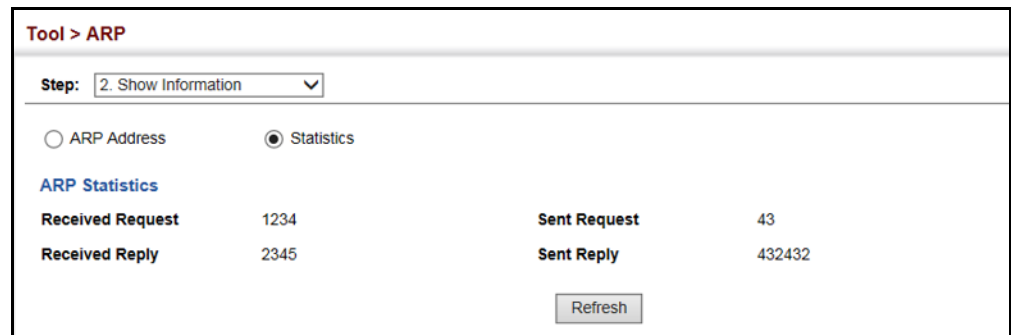 Tool > ARP
Step: 2. Show Information
ARP Address Statistics
ARP Statistics
Received Request 1234 Sent Request 43
Received Reply 2345 Sent Reply 432432
Refresh